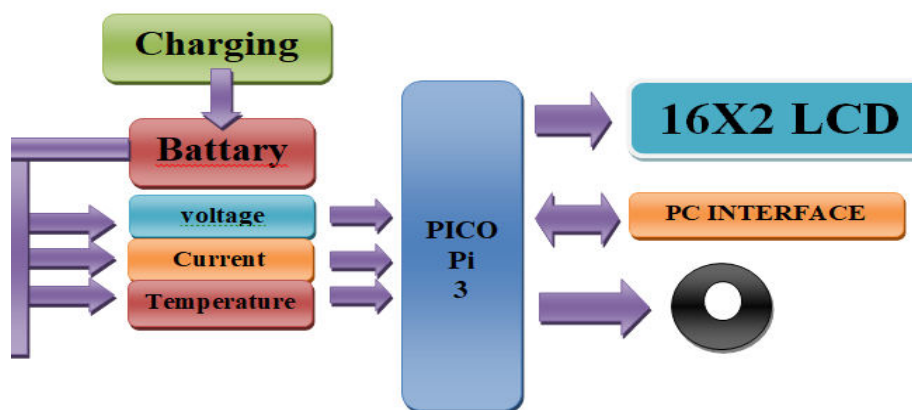 Charging
Battary
voltage
Current
Temperature
PICO
Pi
3
16X2 LCD
PC INTERFACE